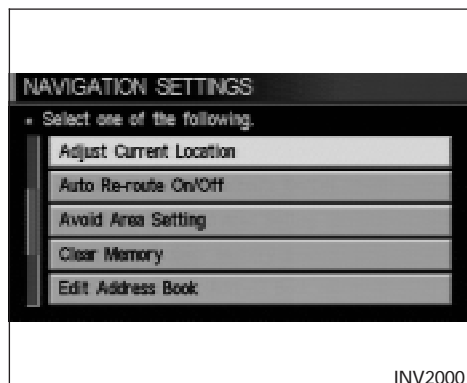 NAVIGATION SETTINGS
Select one of the following.
Adjust Current Location
Auto Re-route On/Off
Avoid Area Setting
Clear Memory
Edit Address Book
INV2000